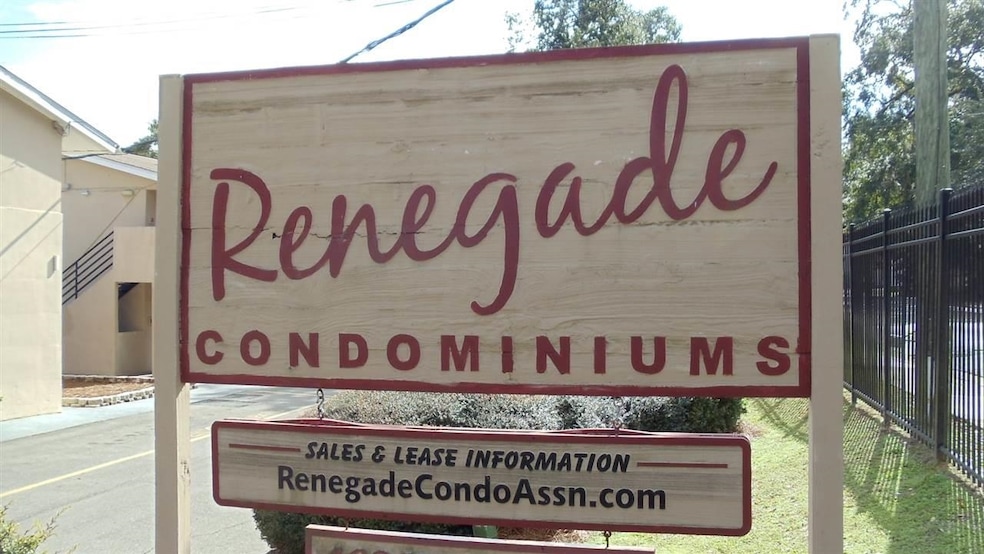 Renegade
CONDOMINIUMS
SALES & LEASE INFORMATION
RenegadeCondoAssn.com